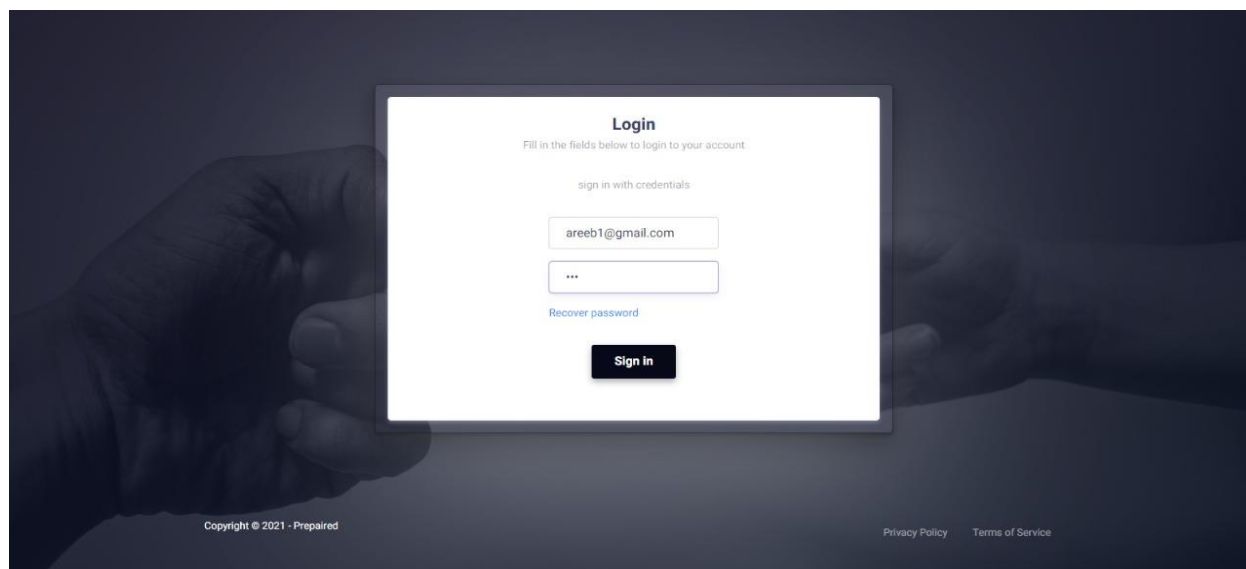 Login
Fill in the fields below to login to your account
sign in with credentials
areeb1@gmail.com
•••
Recover password
Sign in
Copyright © 2021 - Prepaired
Privacy Policy Terms of Service